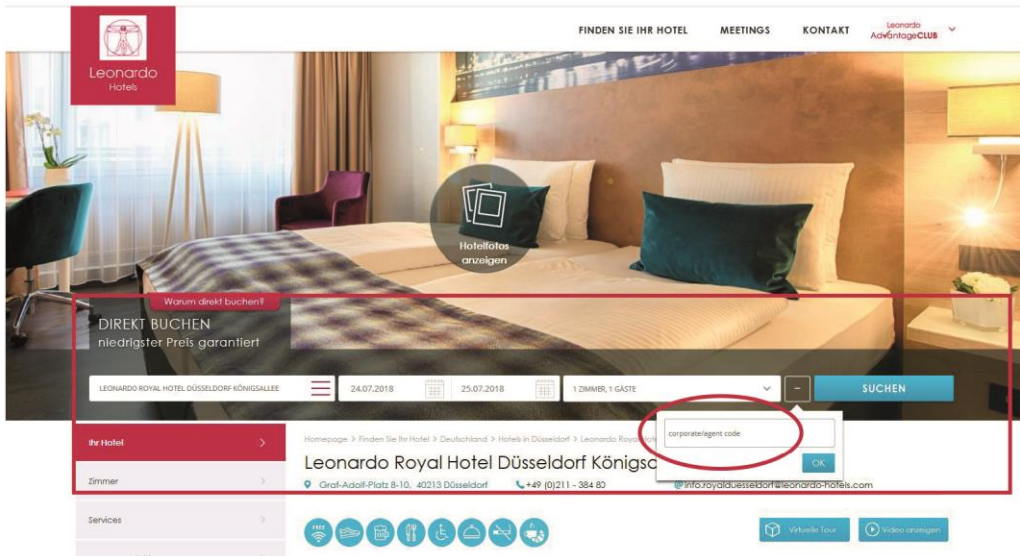 Leonardo
Hotels
FINDEN SIE IHR HOTEL
MEETINGS
KONTAKT
Leonardo
AdvantageCLUB
Hotelfotos
anzeigen
Warum direkt buchen?
DIREKT BUCHEN
niedrigster Preis garantiert
LEONARDO ROYAL HOTEL DÜSSELDORF KÖNIGSALLEE
24.07.2018
25.07.2018
1 ZIMMER, 1 GÄSTE
-
SUCHEN
corporate/agent code
OK
Ihr Hotel
Zimmer
Services
Homepage > Finden Sie Ihr Hotel > Deutschland > Hotels in Düsseldorf > Leonardo Royal
Leonardo Royal Hotel Düsseldorf
Graf-Adolf-Platz 8-10, 40213 Düsseldorf
+49 (0)211 - 384 80
info.royalduesseldorf@leonardo-hotels.com
FREE
Virtuelle Tour
Video anzeigen